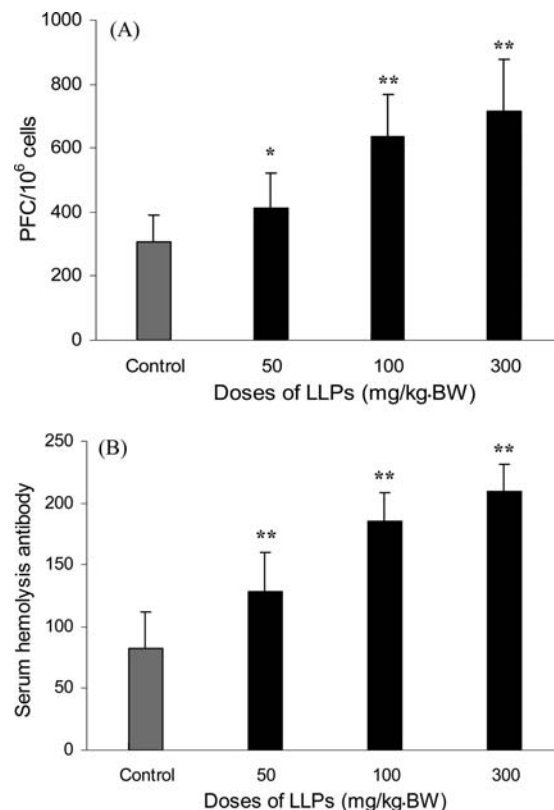 (A)
1000
800
600
400
200
0
PFC/10⁶ cells
*
**
**
Control 50 100 300
Doses of LLPs (mg/kg·BW)
(B)
250
200
150
100
50
0
Serum hemolysis antibody
**
**
**
Control 50 100 300
Doses of LLPs (mg/kg·BW)